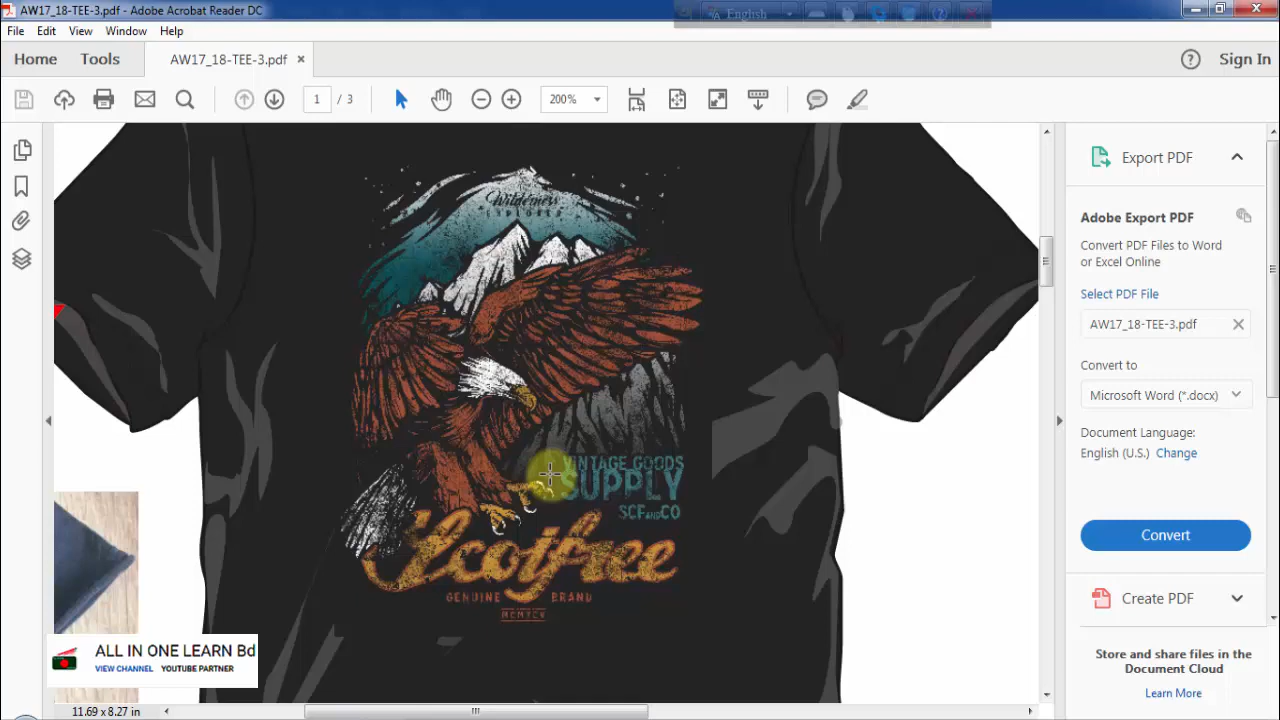 AW17_18-TEE-3.pdf - Adobe Acrobat Reader DC
English
File Edit View Window Help
Home Tools AW17_18-TEE-3.pdf
Sign In
1 / 3
200%
Export PDF
Adobe Export PDF
Convert PDF Files to Word
or Excel Online
Select PDF File
AW17_18-TEE-3.pdf
Convert to
Microsoft Word (*.docx)
Document Language:
English (U.S.) Change
Convert
Create PDF
Store and share files in the
Document Cloud
Learn More
Wilderness
EXPLORER
VINTAGE GOODS
SUPPLY
SCF AND CO
GENUINE BRAND
MCMXCV
ALL IN ONE LEARN Bd
VIEW CHANNEL YOUTUBE PARTNER
11.69 x 8.27 in